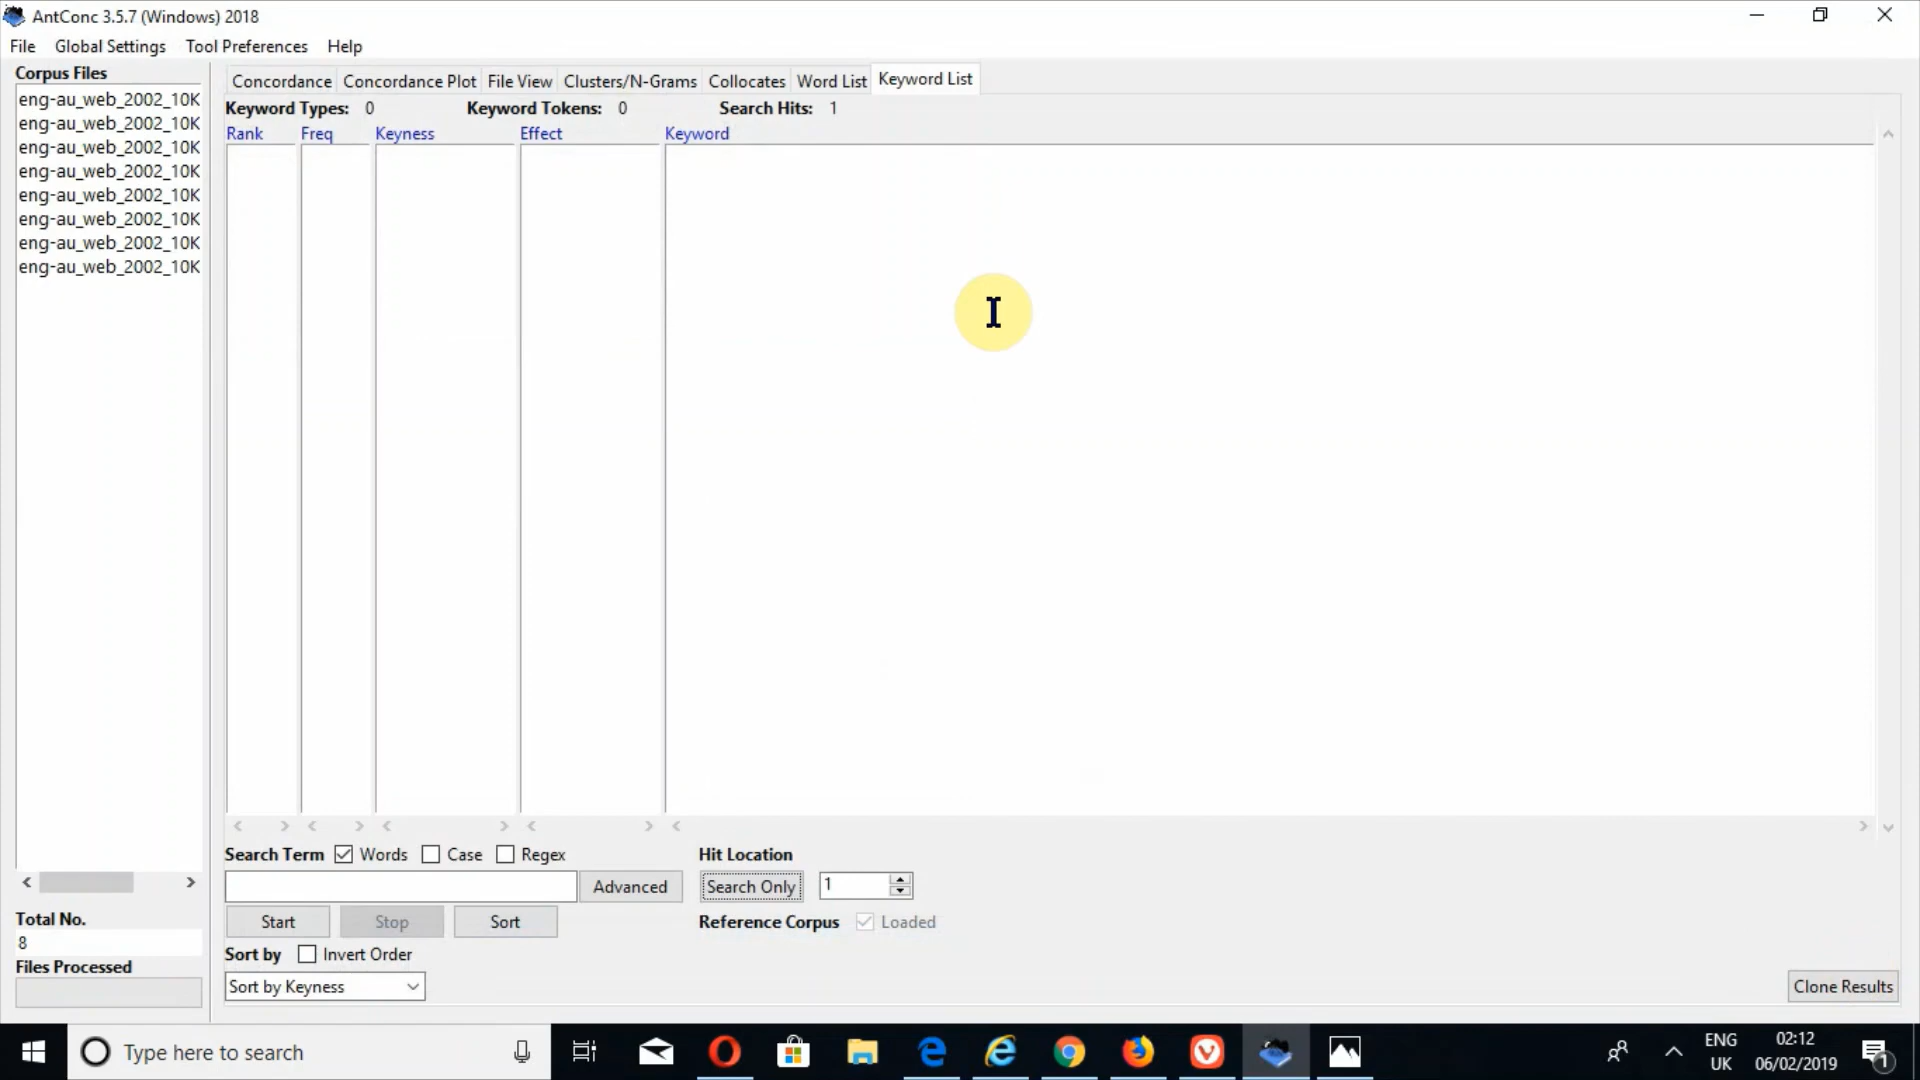 AntConc 3.5.7 (Windows) 2018
File Global Settings Tool Preferences Help
Corpus Files
eng-au_web_2002_10K
eng-au_web_2002_10K
eng-au_web_2002_10K
eng-au_web_2002_10K
eng-au_web_2002_10K
eng-au_web_2002_10K
eng-au_web_2002_10K
eng-au_web_2002_10K
Total No.
8
Files Processed
Concordance Concordance Plot File View Clusters/N-Grams Collocates Word List Keyword List
Keyword Types: 0 Keyword Tokens: 0 Search Hits: 1
Rank Freq Keyness Effect Keyword
Search Term Words Case Regex Hit Location
Advanced Search Only 1
Start Stop Sort Reference Corpus Loaded
Sort by Invert Order
Sort by Keyness Clone Results
Type here to search
ENG 02:12
UK 06/02/2019 1